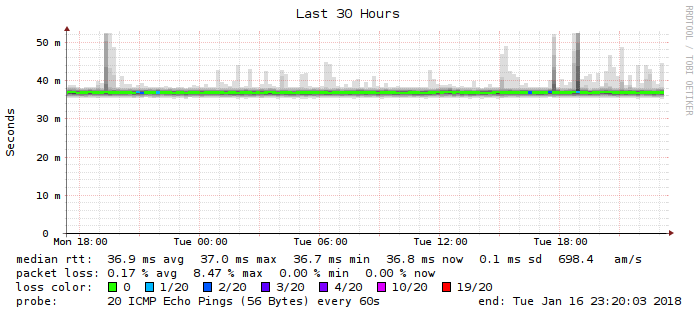 Last 30 Hours
RRDTOOL / TOBI OETIKER
Seconds
50 m
40 m
30 m
20 m
10 m
0
Mon 18:00 Tue 00:00 Tue 06:00 Tue 12:00 Tue 18:00
median rtt: 36.9 ms avg 37.0 ms max 36.7 ms min 36.8 ms now 0.1 ms sd 698.4 am/s
packet loss: 0.17 % avg 8.47 % max 0.00 % min 0.00 % now
loss color: 0 1/20 2/20 3/20 4/20 10/20 19/20
probe: 20 ICMP Echo Pings (56 Bytes) every 60s end: Tue Jan 16 23:20:03 2018